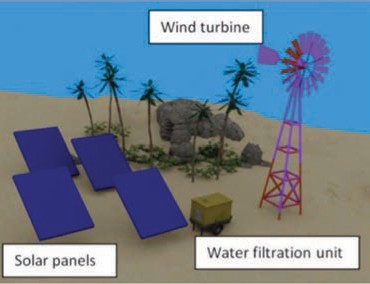 Wind turbine
Solar panels
Water filtration unit